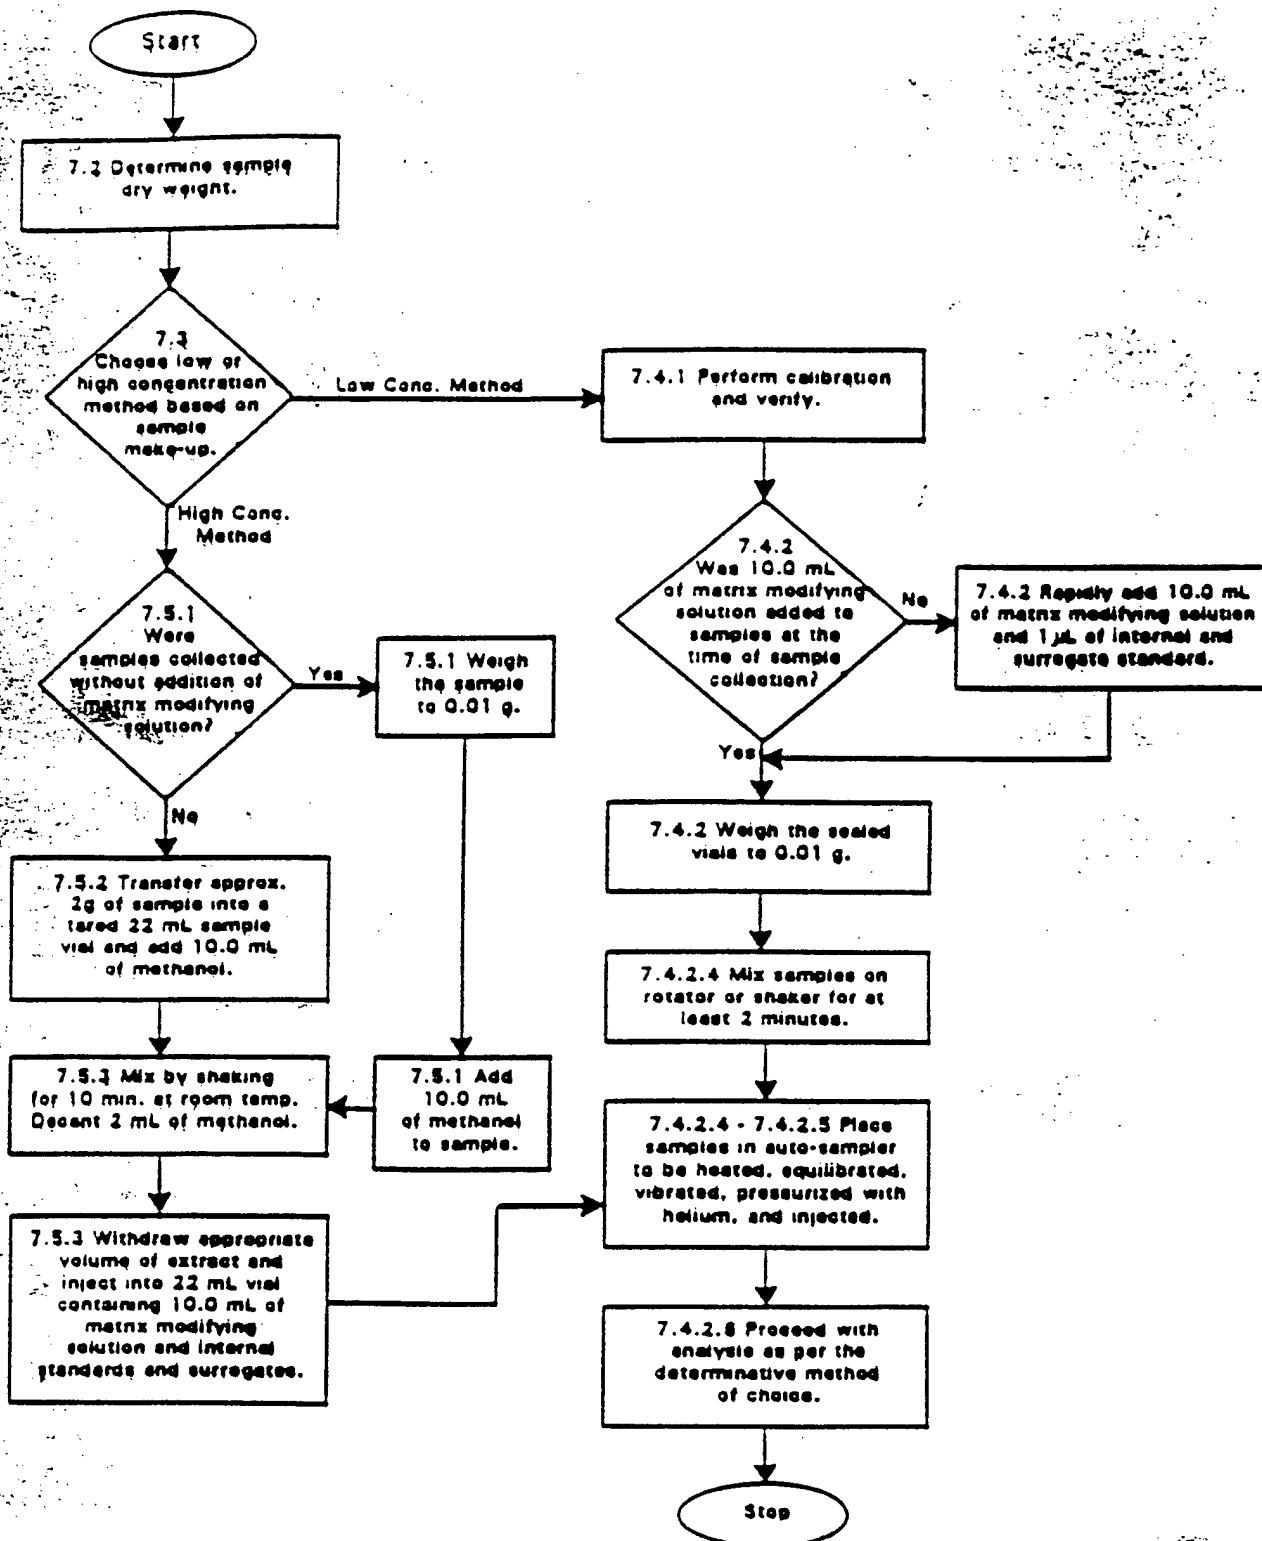 Start
7.2 Determine sample
dry weight.
7.3
Choose low or
high concentration
method based on
sample
make-up.
Low Conc. Method
High Conc.
Method
7.5.1
Were
samples collected
without addition of
matrix modifying
solution?
Yes
7.5.1 Weigh
the sample
to 0.01 g.
No
7.5.2 Transfer approx.
2g of sample into a
tared 22 mL sample
vial and add 10.0 mL
of methanol.
7.5.1 Add
10.0 mL
of methanol
to sample.
7.5.3 Mix by shaking
for 10 min. at room temp.
Decant 2 mL of methanol.
7.5.3 Withdraw appropriate
volume of extract and
inject into 22 mL vial
containing 10.0 mL of
matrix modifying
solution and internal
standards and surrogates.
7.4.1 Perform calibration
and verify.
7.4.2
Was 10.0 mL
of matrix modifying
solution added to
samples at the
time of sample
collection?
No
7.4.2 Rapidly add 10.0 mL
of matrix modifying solution
and 1 µL of internal and
surrogate standard.
Yes
7.4.2 Weigh the sealed
vials to 0.01 g.
7.4.2.4 Mix samples on
rotator or shaker for at
least 2 minutes.
7.4.2.4 - 7.4.2.5 Place
samples in auto-sampler
to be heated, equilibrated,
vibrated, pressurized with
helium, and injected.
7.4.2.6 Proceed with
analysis as per the
determinative method
of choice.
Stop